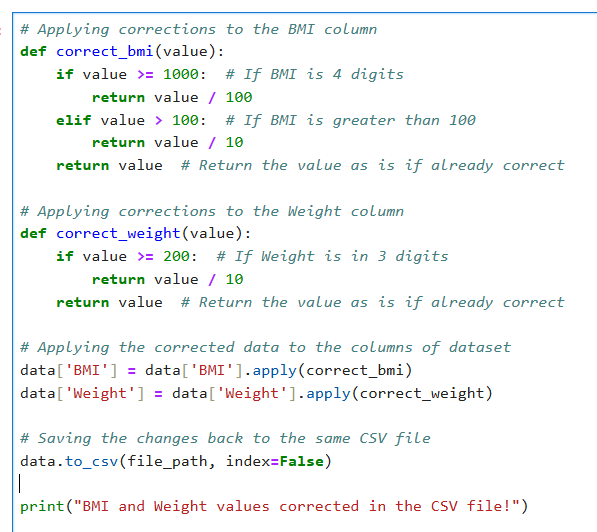 # Applying corrections to the BMI column
def correct_bmi(value):
    if value >= 1000:  # If BMI is 4 digits
        return value / 100
    elif value > 100:  # If BMI is greater than 100
        return value / 10
    return value  # Return the value as is if already correct

# Applying corrections to the Weight column
def correct_weight(value):
    if value >= 200:  # If Weight is in 3 digits
        return value / 10
    return value  # Return the value as is if already correct

# Applying the corrected data to the columns of dataset
data['BMI'] = data['BMI'].apply(correct_bmi)
data['Weight'] = data['Weight'].apply(correct_weight)

# Saving the changes back to the same CSV file
data.to_csv(file_path, index=False)

print("BMI and Weight values corrected in the CSV file!")